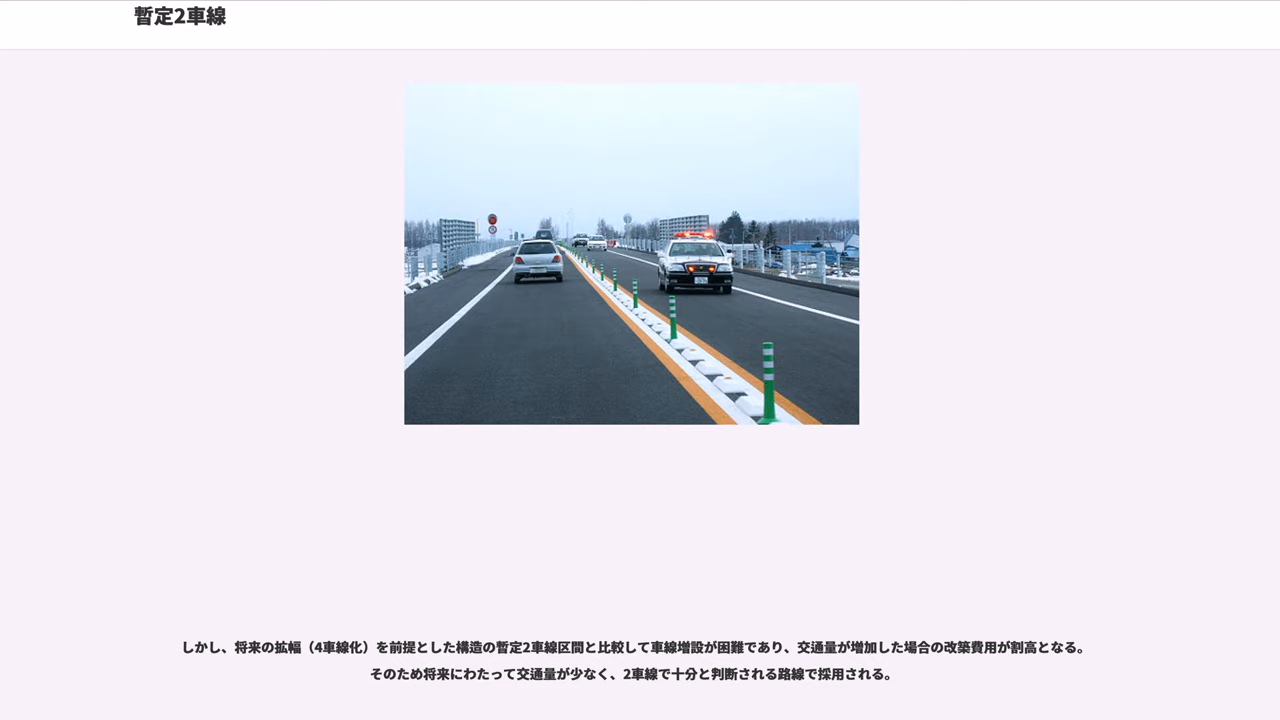 暫定2車線
しかし、将来の拡幅（4車線化）を前提とした構造の暫定2車線区間と比較して車線増設が困難であり、交通量が増加した場合の改築費用が割高となる。
そのため将来にわたって交通量が少なく、2車線で十分と判断される路線で採用される。